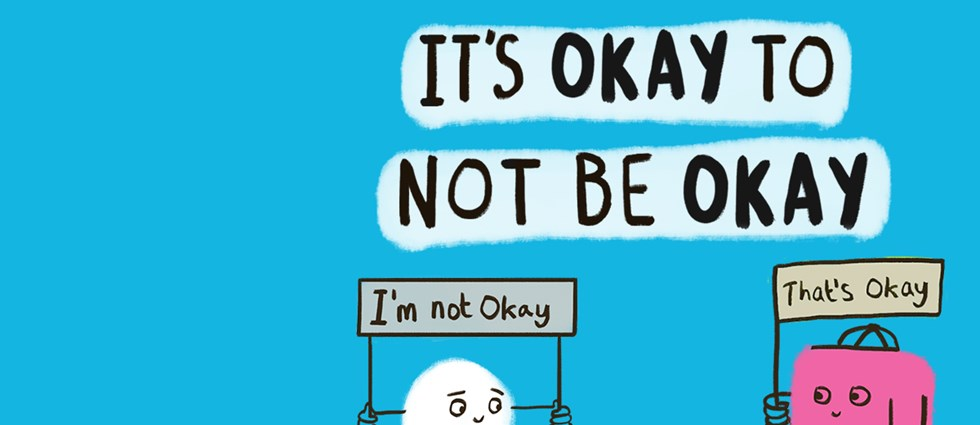 IT'S OKAY TO
NOT BE OKAY
I'm not Okay
That's Okay